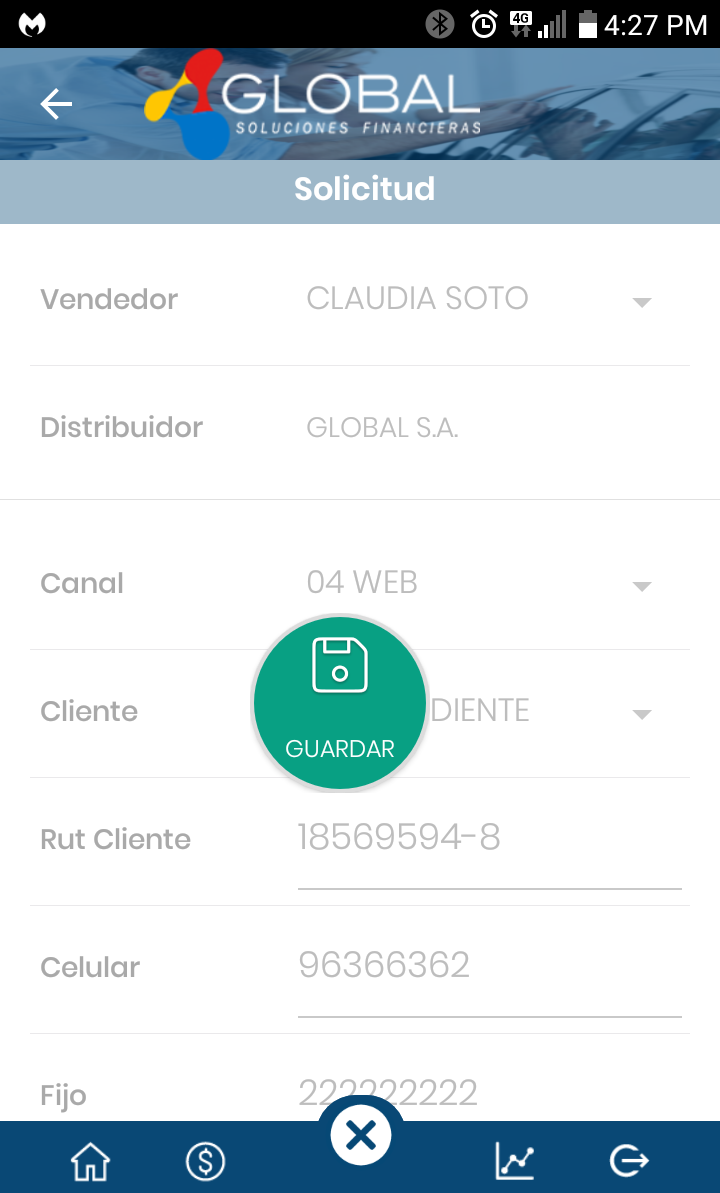 4G 4:27 PM
GLOBAL
SOLUCIONES FINANCIERAS
Solicitud
Vendedor CLAUDIA SOTO
Distribuidor GLOBAL S.A.
Canal 04 WEB
Cliente DIENTE
GUARDAR
Rut Cliente 18569594-8
Celular 96366362
Fijo 222222222